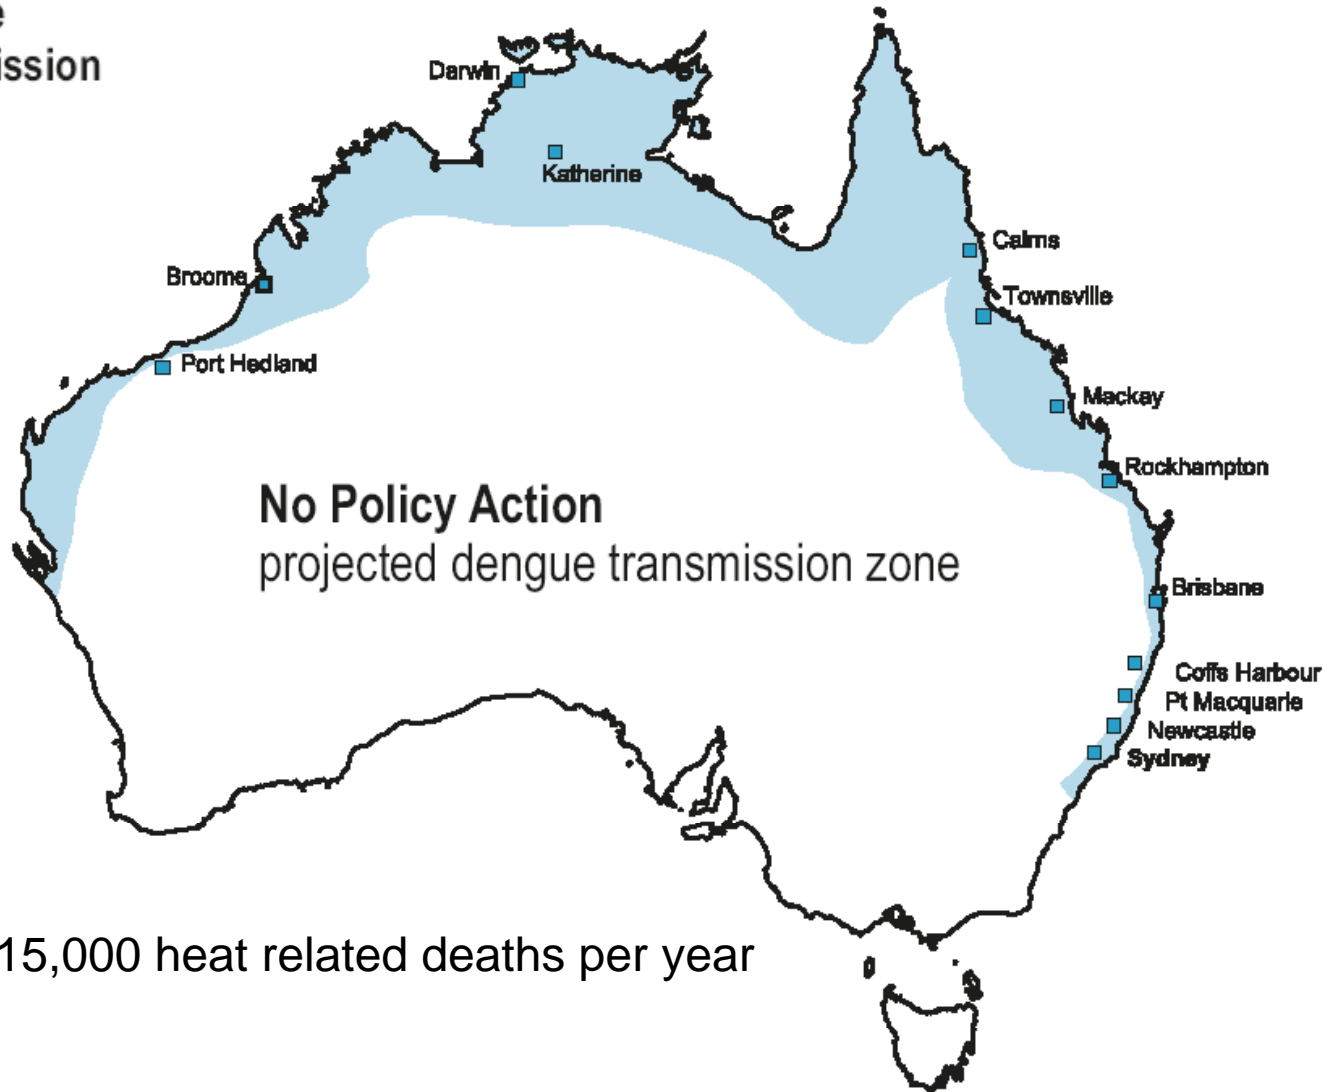 e
ission
Darwin
Katherine
Broome
Cairns
Townsville
Port Hedland
Mackay
Rockhampton
No Policy Action
projected dengue transmission zone
Brisbane
Coffs Harbour
Pt Macquarie
Newcastle
Sydney
15,000 heat related deaths per year